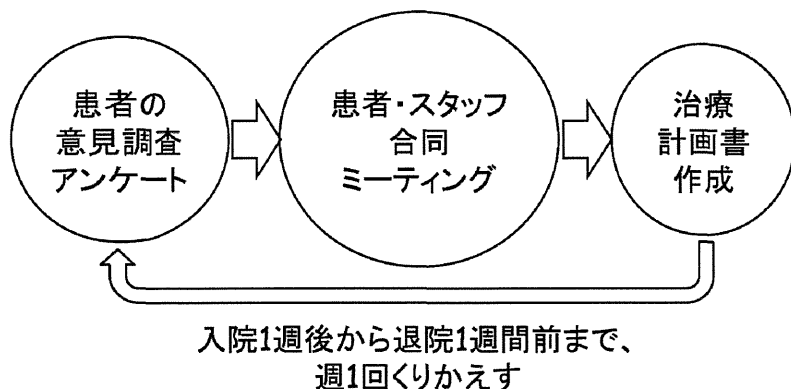 患者の
意見調査
アンケート
患者・スタッフ
合同
ミーティング
治療
計画書
作成
入院1週後から退院1週間前まで、
週1回くりかえす